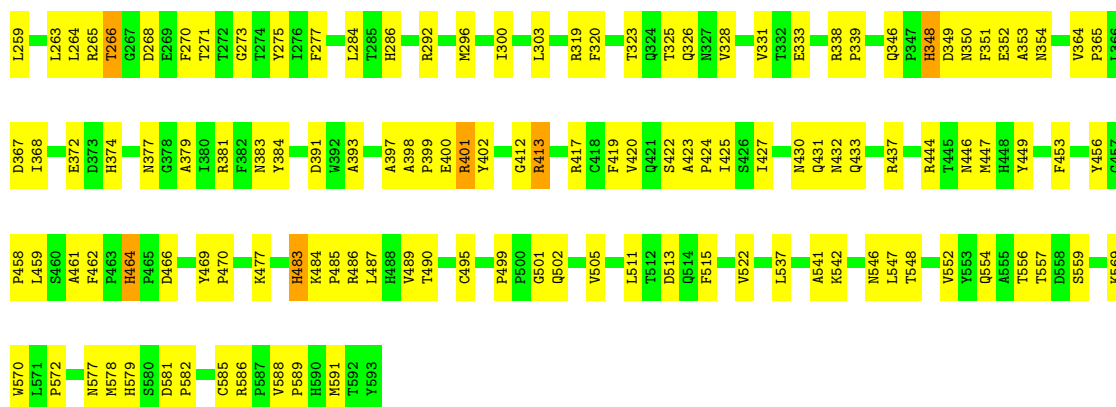 L259 L263 L264 R265 T266 G267 D268 E269 F270 T271 T272 G273 T274 Y275 I276 F277 L284 T285 H286 R292 M296 I300 L303 R319 F320 T323 Q324 T325 Q326 N327 V328 V331 T332 E333 R338 P339 Q346 P347 H348 D349 N350 F351 E352 A353 N354 V364 P365 L366
D367 I368 E372 D373 H374 N377 G378 A379 I380 R381 F382 N383 Y384 D391 W392 A393 A397 A398 P399 E400 R401 Y402 G412 R413 R417 C418 F419 V420 Q421 S422 A423 P424 I425 S426 I427 N430 Q431 N432 Q433 R437 R444 T445 N446 M447 H448 Y449 F453 Y456 G457
P458 L459 S460 A461 F462 P463 H464 P465 D466 Y469 P470 K477 H483 K484 P485 R486 L487 H488 V489 T490 C495 P499 P500 G501 Q502 V505 L511 T512 D513 Q514 F515 V522 L537 A541 K542 N546 L547 T548 V552 Y553 Q554 A555 T556 T557 D558 S559 K569
W570 L571 P572 N577 M578 H579 S580 D581 P582 C585 R586 P587 V588 P589 H590 M591 T592 Y593